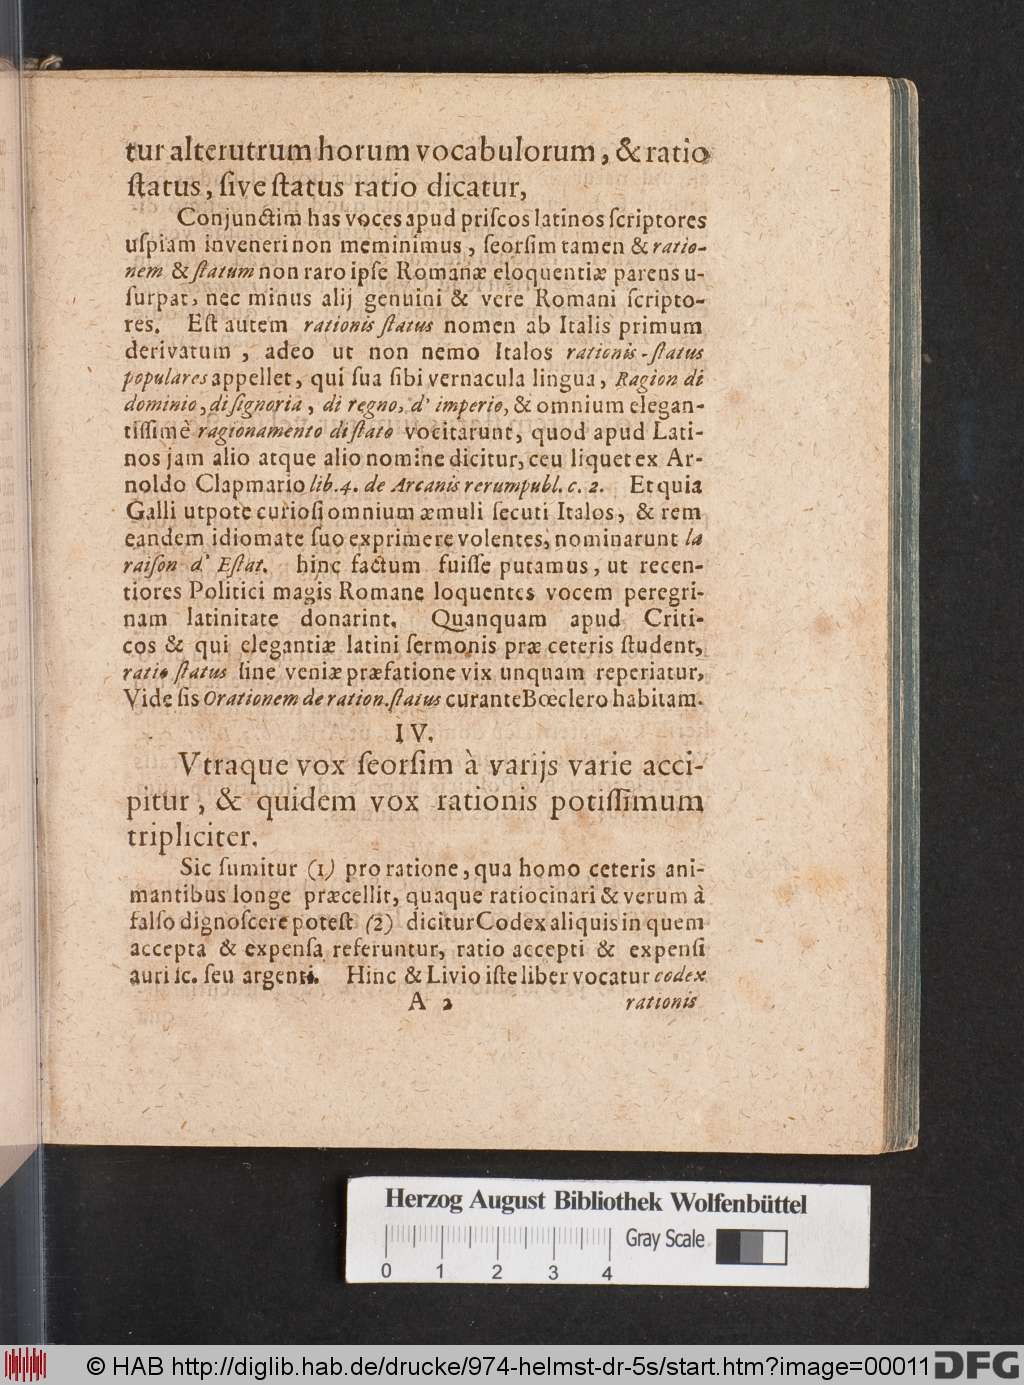 tur alterutrum horum vocabulorum, & ratio
ſtatus, ſive ſtatus ratio dicatur,
Conjunctim has voces apud priſcos latinos ſcriptores
uſpiam inveneri non meminimus, ſeorſim tamen & ratio-
nem & ſtatum non raro ipſe Romanæ eloquentiæ parens u-
ſurpat, nec minus alij genuini & vere Romani ſcripto-
res. Eſt autem rationis ſtatus nomen ab Italis primum
derivatum, adeo ut non nemo Italos rationis-ſtatus
populares appellet, qui ſua ſibi vernacula lingua, Ragion di
dominio, di ſignoria, di regno, d' imperio, & omnium elegan-
tiſſimè ragionamento di ſtato vocitarunt, quod apud Lati-
nos jam alio atque alio nomine dicitur, ceu liquet ex Ar-
noldo Clapmario lib. 4. de Arcanis rerumpubl. c. 2. Et quia
Galli utpote curioſi omnium æmuli ſecuti Italos, & rem
eandem idiomate ſuo exprimere volentes, nominarunt la
raiſon d' Eſtat. hinc factum fuiſſe putamus, ut recen-
tiores Politici magis Romane loquentes vocem peregri-
nam latinitate donarint. Quanquam apud Criti-
cos & qui elegantiæ latini ſermonis præ ceteris ſtudent,
ratio ſtatus ſine veniæ præfatione vix unquam reperiatur,
Vide ſis Orationem de ration. ſtatus curante Bœclero habitam.
IV.
Vtraque vox ſeorſim à varijs varie acci-
pitur, & quidem vox rationis potiſſimum
tripliciter.
Sic ſumitur (1) pro ratione, qua homo ceteris ani-
mantibus longe præcellit, quaque ratiocinari & verum à
falſo dignoſcere poteſt (2) dicitur Codex aliquis in quem
accepta & expenſa referuntur, ratio accepti & expenſi
auri ſc. ſeu argenti. Hinc & Livio iſte liber vocatur codex
A 2 rationis
Herzog August Bibliothek Wolfenbüttel
Gray Scale
0 1 2 3 4
© HAB http://diglib.hab.de/drucke/974-helmst-dr-5s/start.htm?image=00011 DFG